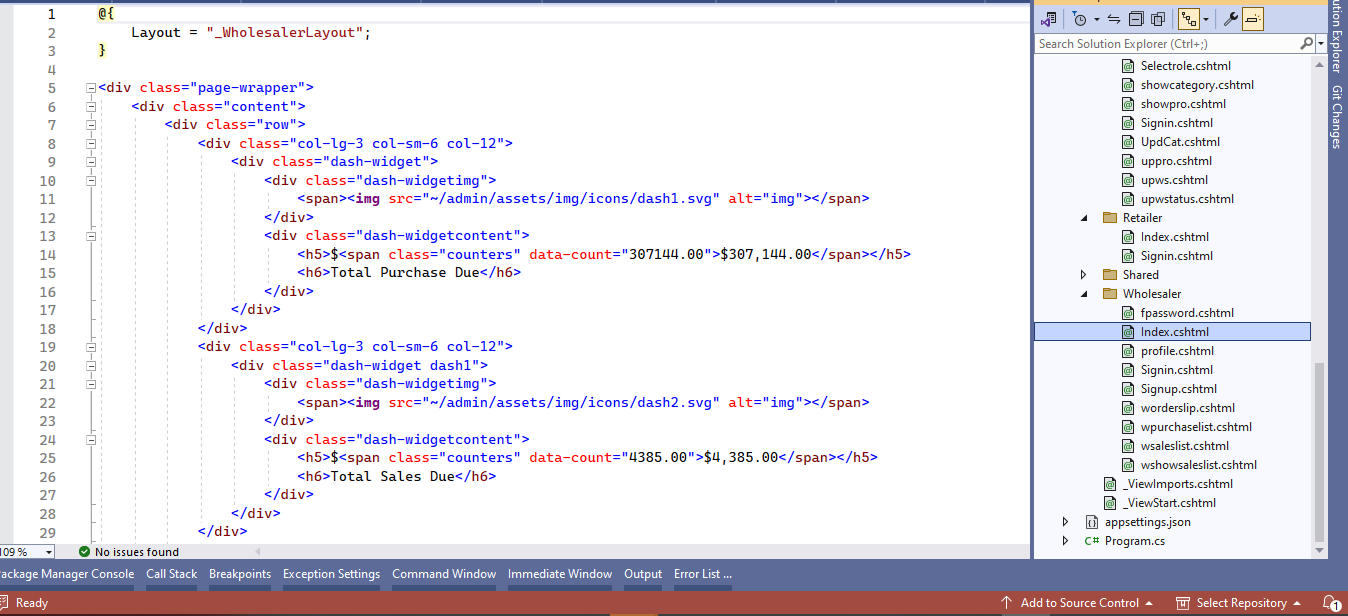 1 @{
2 Layout = "_WholesalerLayout";
3 }
4
5 <div class="page-wrapper">
6 <div class="content">
7 <div class="row">
8 <div class="col-lg-3 col-sm-6 col-12">
9 <div class="dash-widget">
10 <div class="dash-widgetimg">
11 <span><img src="~/admin/assets/img/icons/dash1.svg" alt="img"></span>
12 </div>
13 <div class="dash-widgetcontent">
14 <h5>$<span class="counters" data-count="307144.00">$307,144.00</span></h5>
15 <h6>Total Purchase Due</h6>
16 </div>
17 </div>
18 </div>
19 <div class="col-lg-3 col-sm-6 col-12">
20 <div class="dash-widget dash1">
21 <div class="dash-widgetimg">
22 <span><img src="~/admin/assets/img/icons/dash2.svg" alt="img"></span>
23 </div>
24 <div class="dash-widgetcontent">
25 <h5>$<span class="counters" data-count="4385.00">$4,385.00</span></h5>
26 <h6>Total Sales Due</h6>
27 </div>
28 </div>
29 </div>
109 %
No issues found
Search Solution Explorer (Ctrl+;)
Selectrole.cshtml
showcategory.cshtml
showpro.cshtml
Signin.cshtml
UpdCat.cshtml
uppro.cshtml
upws.cshtml
upwstatus.cshtml
Retailer
Index.cshtml
Signin.cshtml
Shared
Wholesaler
fpassword.cshtml
Index.cshtml
profile.cshtml
Signin.cshtml
Signup.cshtml
worderslip.cshtml
wpurchaselist.cshtml
wsaleslist.cshtml
wshowsaleslist.cshtml
_ViewImports.cshtml
_ViewStart.cshtml
appsettings.json
C# Program.cs
ution Explorer
Git Changes
ackage Manager Console Call Stack Breakpoints Exception Settings Command Window Immediate Window Output Error List ...
Ready
Add to Source Control
Select Repository
1